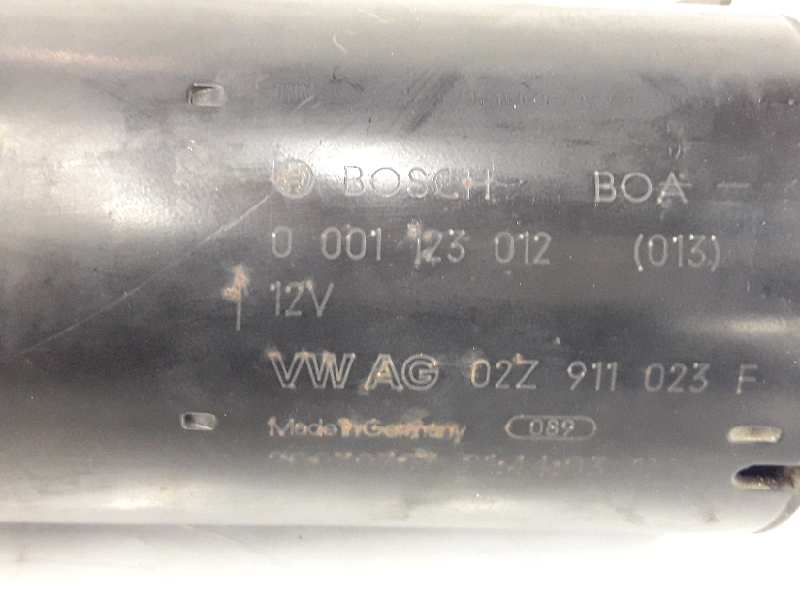 BOSCH BOA
0 001 123 012 (013)
12V
VW AG 02Z 911 023 F
Made in Germany 089